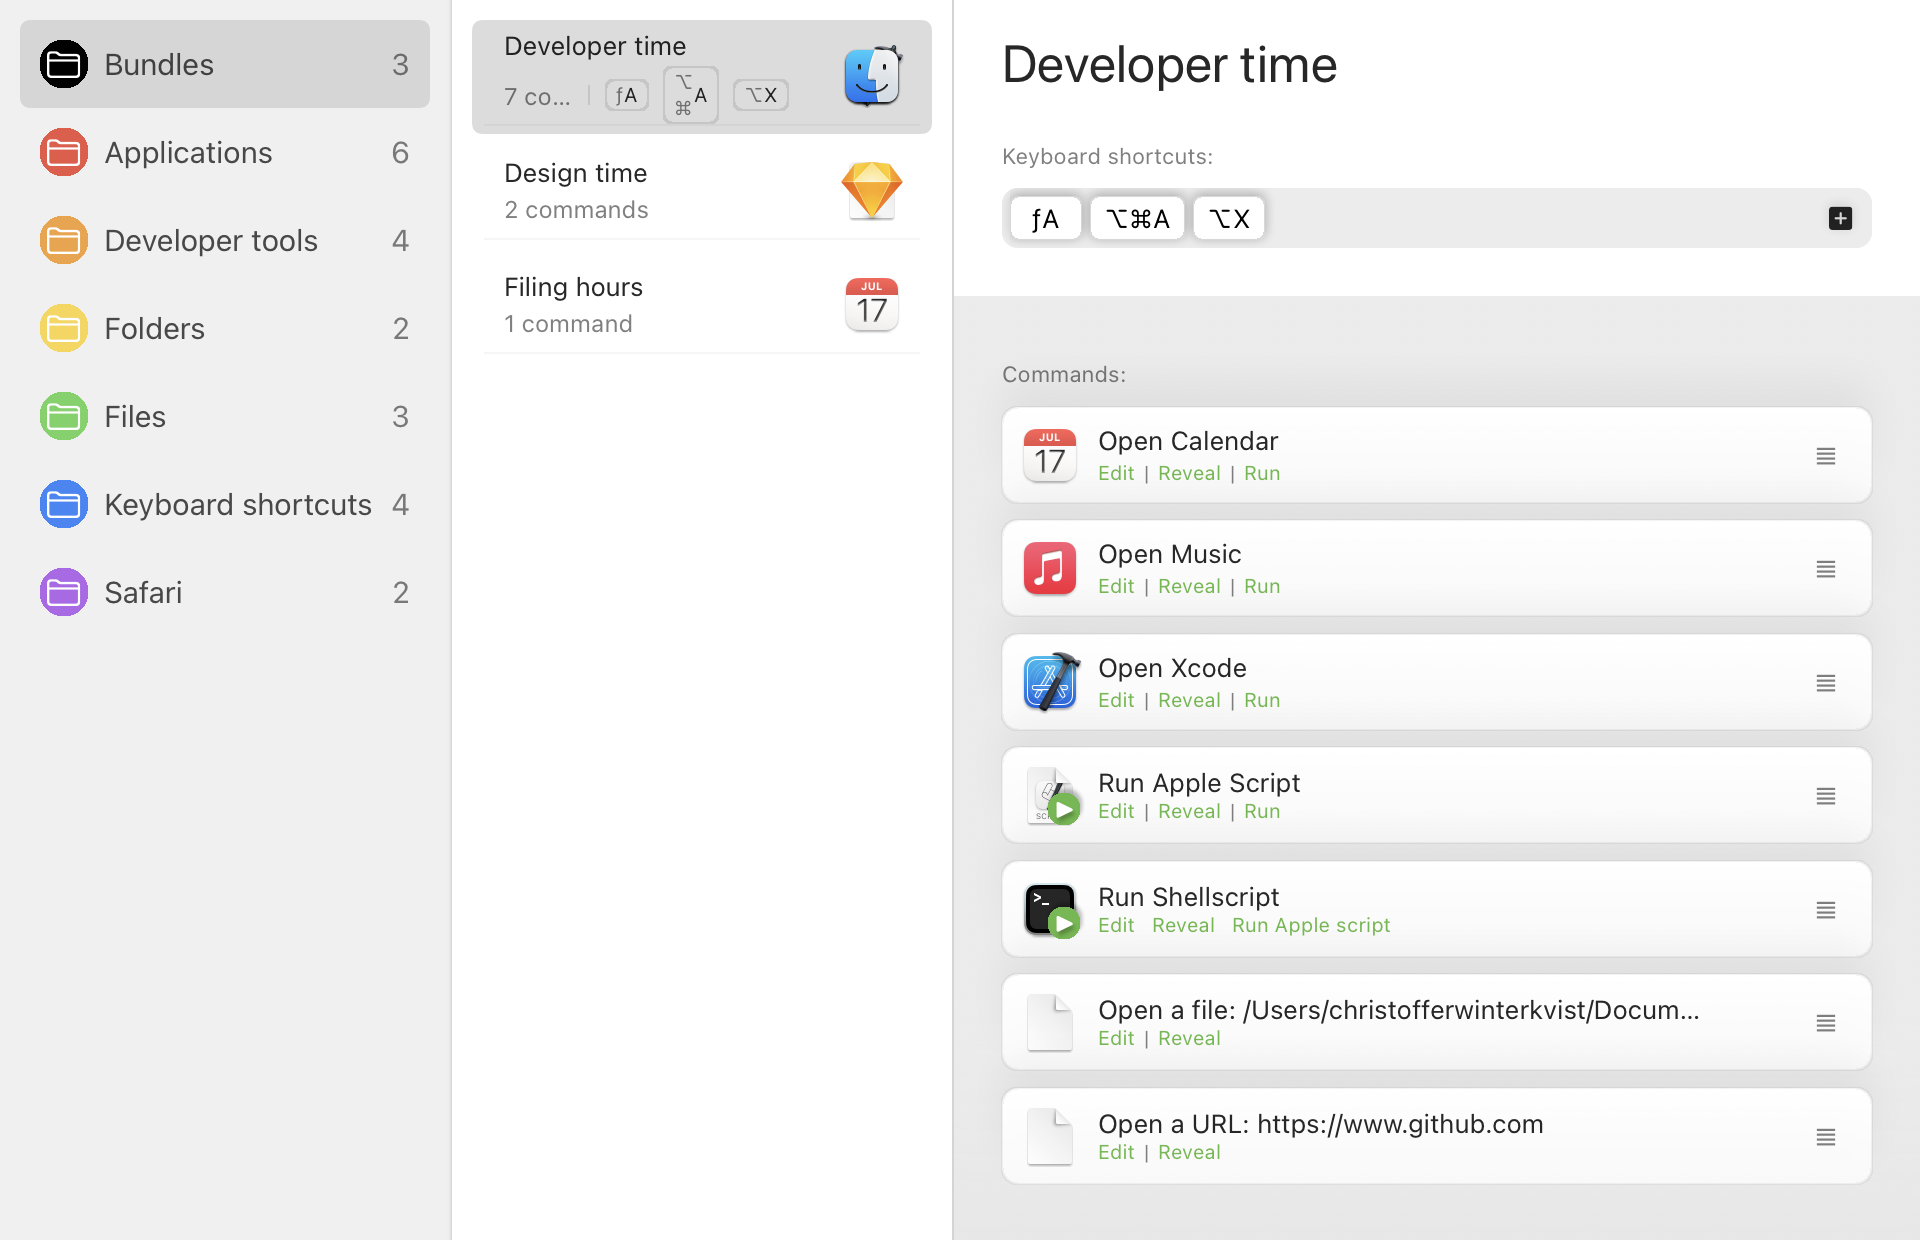 Bundles 3
Applications 6
Developer tools 4
Folders 2
Files 3
Keyboard shortcuts 4
Safari 2
Developer time
7 co... | ƒA ⌥⌘A ⌥X
Design time
2 commands
Filing hours
1 command
JUL
17
Developer time
Keyboard shortcuts:
ƒA ⌥⌘A ⌥X
Commands:
JUL
17
Open Calendar
Edit | Reveal | Run
Open Music
Edit | Reveal | Run
Open Xcode
Edit | Reveal | Run
Run Apple Script
Edit | Reveal | Run
>_
Run Shellscript
Edit Reveal Run Apple script
Open a file: /Users/christofferwinterkvist/Docum...
Edit | Reveal
Open a URL: https://www.github.com
Edit | Reveal